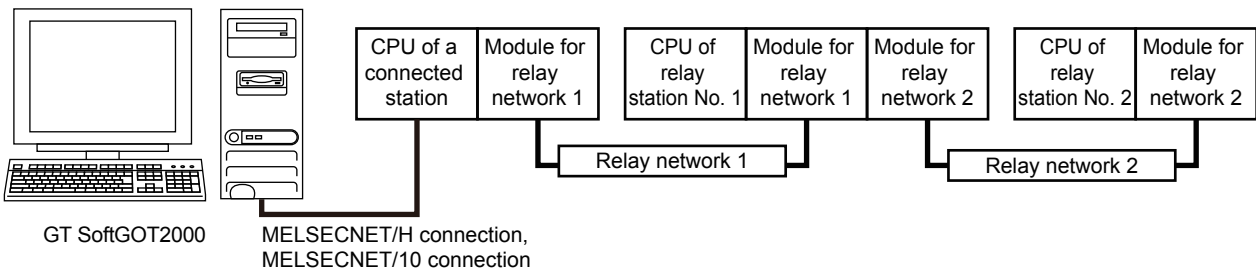 CPU of a
connected
station
Module for
relay
network 1
CPU of
relay
station No. 1
Module for
relay
network 1
Module for
relay
network 2
CPU of
relay
station No. 2
Module for
relay
network 2
Relay network 1
Relay network 2
GT SoftGOT2000
MELSECNET/H connection,
MELSECNET/10 connection